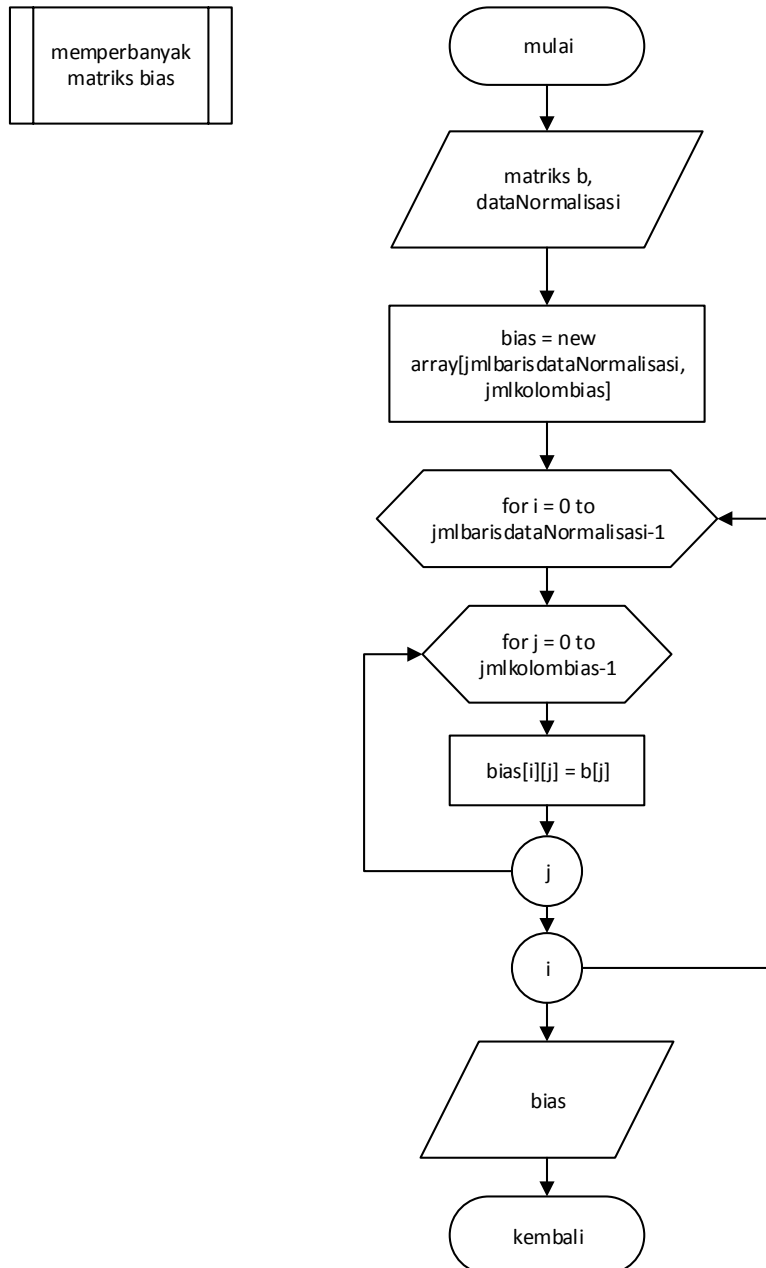 memperbanyak
matriks bias
mulai
matriks b,
dataNormalisasi
bias = new
array[jmlbarisdataNormalisasi,
jmlkolombias]
for i = 0 to
jmlbarisdataNormalisasi-1
for j = 0 to
jmlkolombias-1
bias[i][j] = b[j]
j
i
bias
kembali